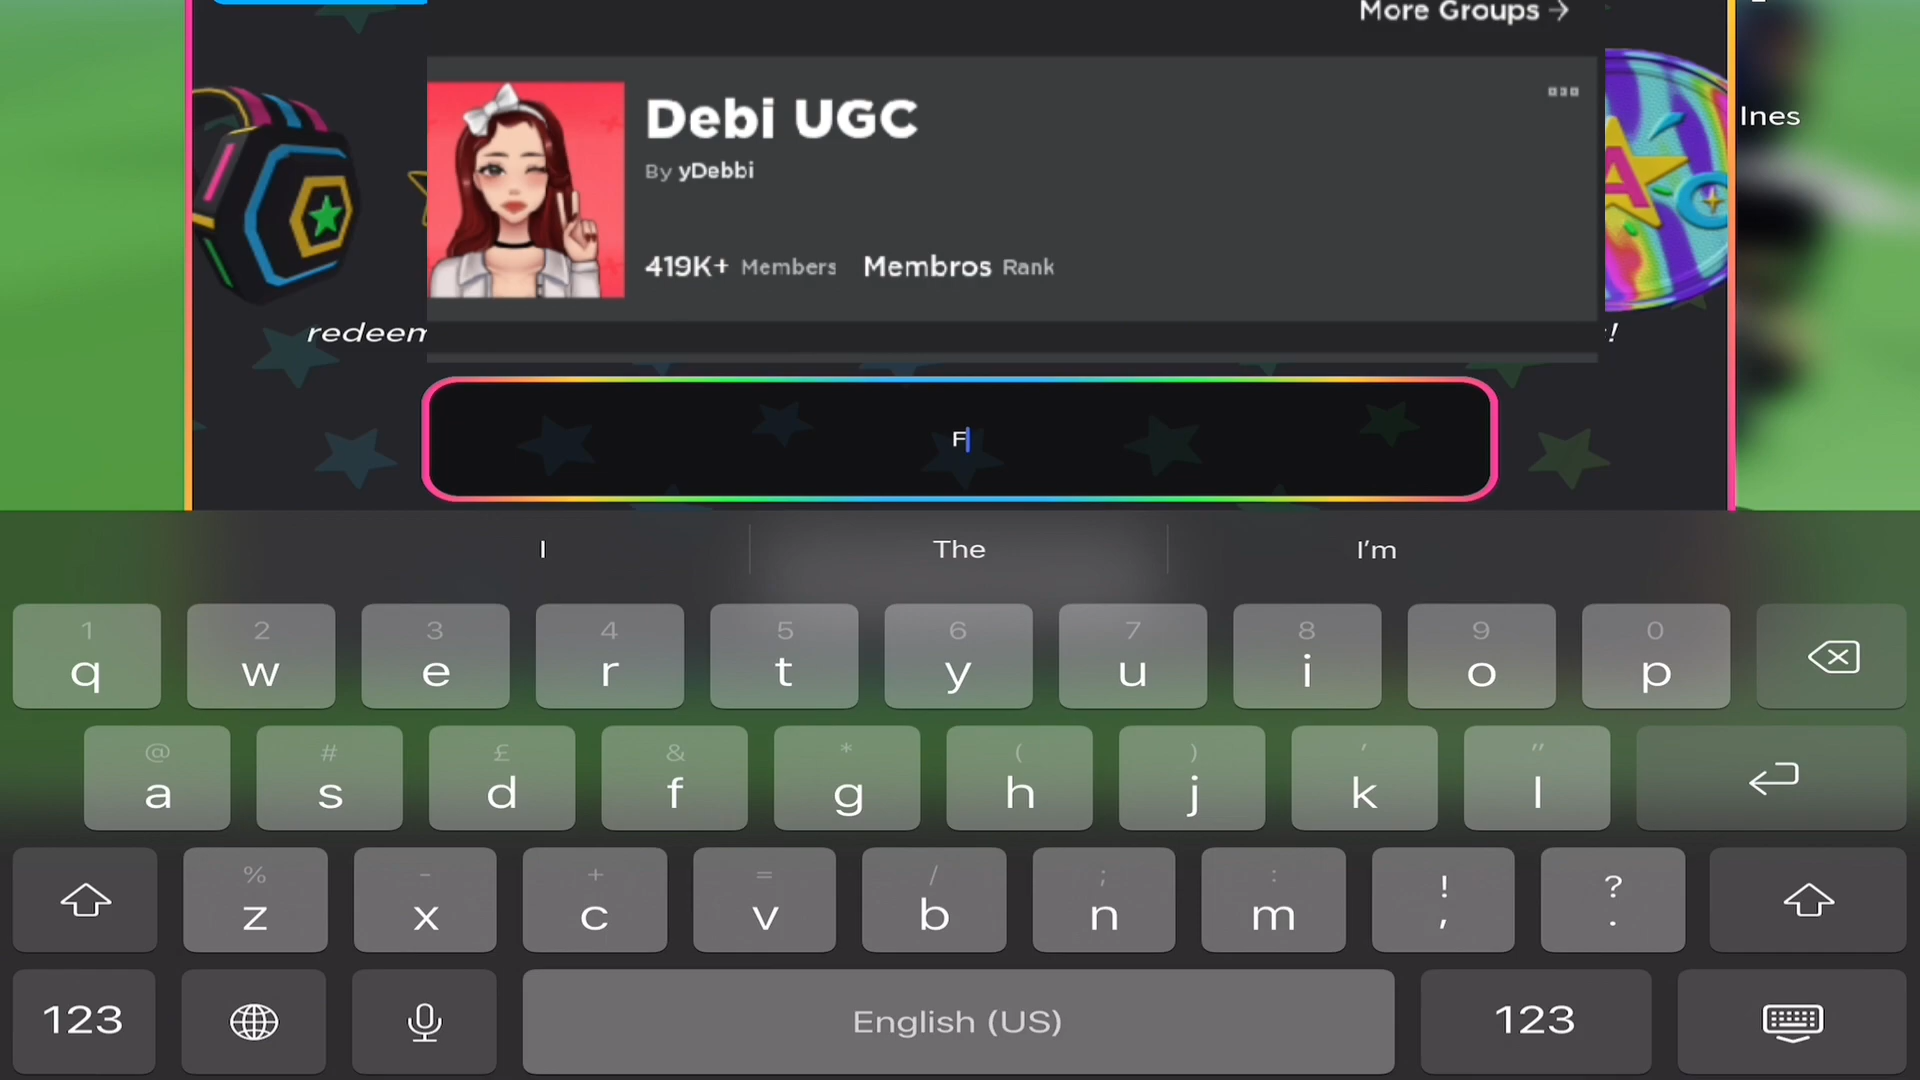 More Groups →
Debi UGC
By yDebbi
Ines
419K+ Members Membros Rank
redeem
!
F
I The I'm
1 2 3 4 5 6 7 8 9 0
q w e r t y u i o p
@ # £ & * ( ) ' "
a s d f g h j k l
% - + = / ; : ! ?
z x c v b n m , .
123 English (US) 123